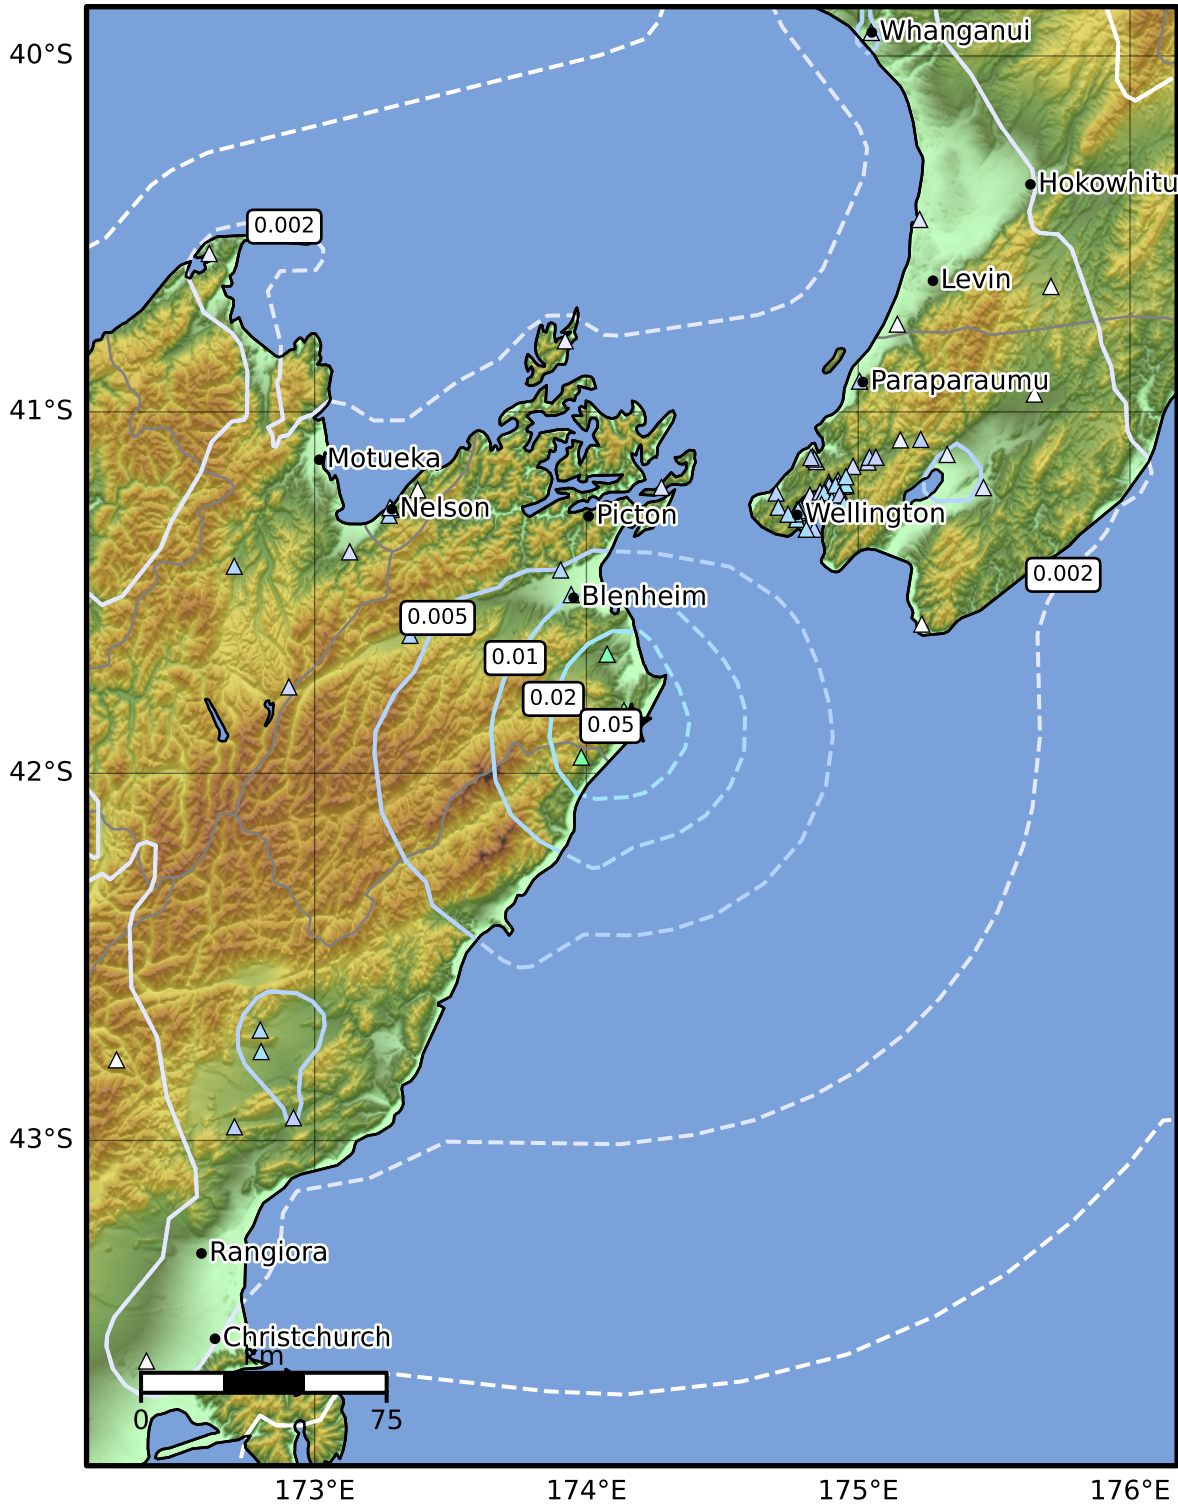 Whanganui
40°S
Hokowhitu
0.002
Levin
Paraparaumu
41°S
Motueka
Nelson
Picton
Wellington
0.002
Blenheim
0.005
0.01
0.02
0.05
42°S
43°S
Rangiora
Christchurch
km
0 75
173°E 174°E 175°E 176°E